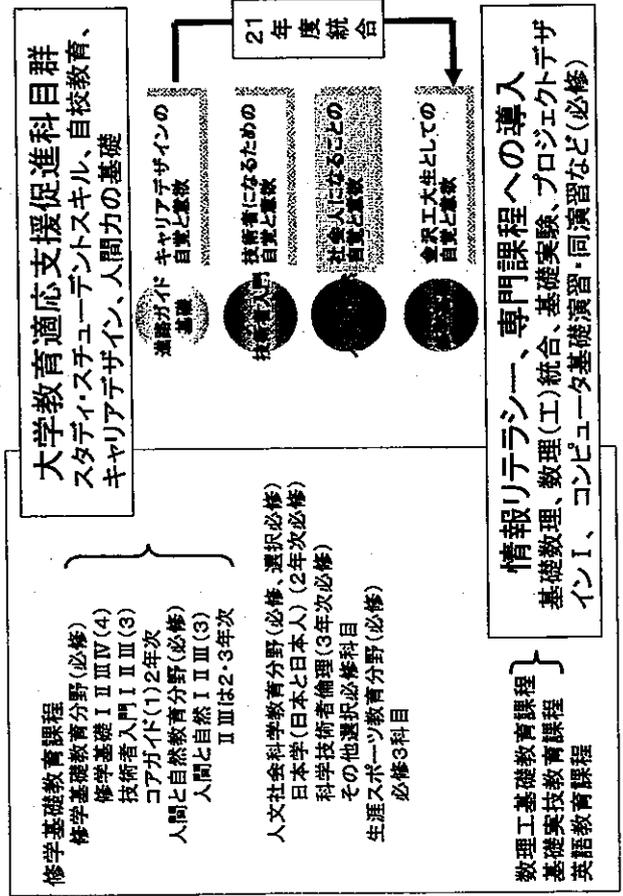 修学基礎教育課程
修学基礎教育分野(必修)
修学基礎ⅠⅡⅢⅣ(4)
技術者入門ⅠⅡⅢ(3)
コアガイド(1)2年次
人間と自然教育分野(必修)
人間と自然ⅠⅡⅢ(3)
ⅡⅢは2・3年次
人文社会科学教育分野(必修、選択必修)
日本学(日本と日本人)(2年次必修)
科学技術者倫理(3年次必修)
その他選択必修科目
生涯スポーツ教育分野(必修)
必修3科目
数理工基礎教育課程
基礎実技教育課程
英語教育課程
大学教育適応支援促進科目群
スタディ・スチューデントスキル、自校教育、
キャリアデザイン、人間力の基礎
進路ガイド
基礎
キャリアデザインの
自覚と意欲
技術者入門
技術者になるための
自覚と意欲
社会人になることの
自覚と意欲
金沢工大生としての
自覚と意欲
21
年
度
統
合
情報リテラシー、専門課程への導入
基礎数理、数理(工)統合、基礎実験、プロジェクトデザ
インⅠ、コンピュータ基礎演習・同演習など(必修)